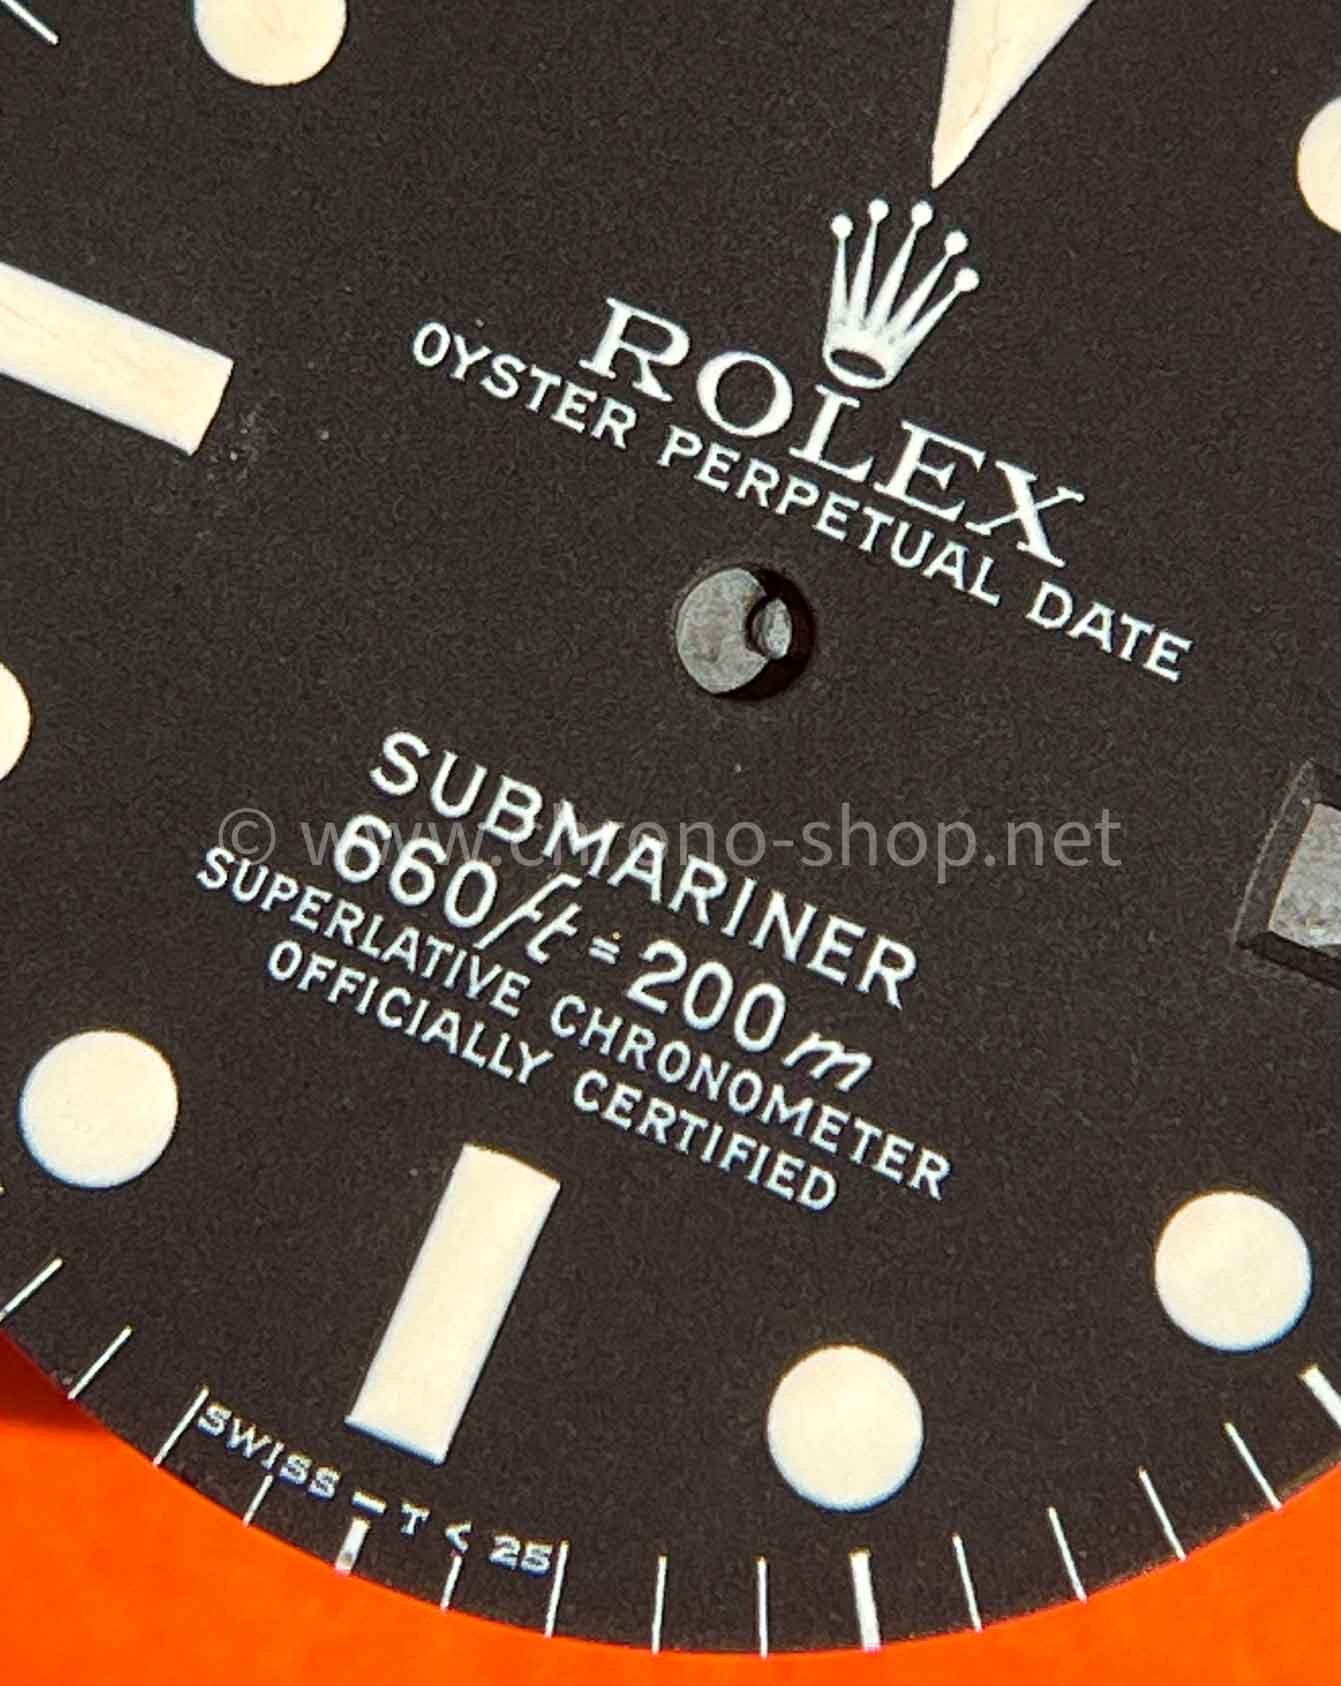 ROLEX
OYSTER PERPETUAL DATE
SUBMARINER
© www.chrono-shop.net
660ft = 200m
SUPERLATIVE CHRONOMETER
OFFICIALLY CERTIFIED
SWISS - T < 25